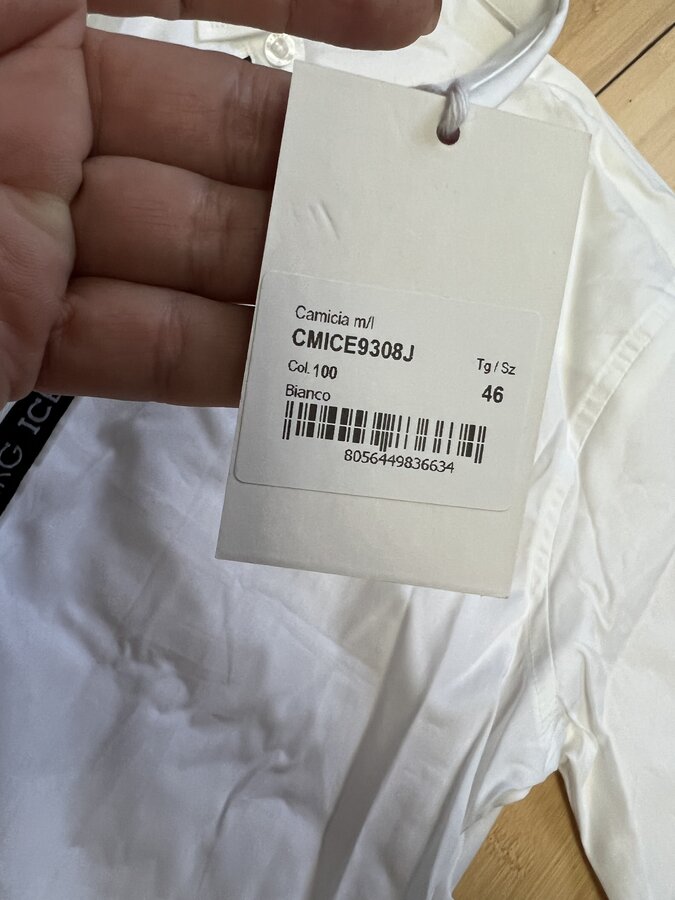 Camicia m/l
CMICE9308J
Col. 100
Tg / Sz
Bianco
46
8056449836634